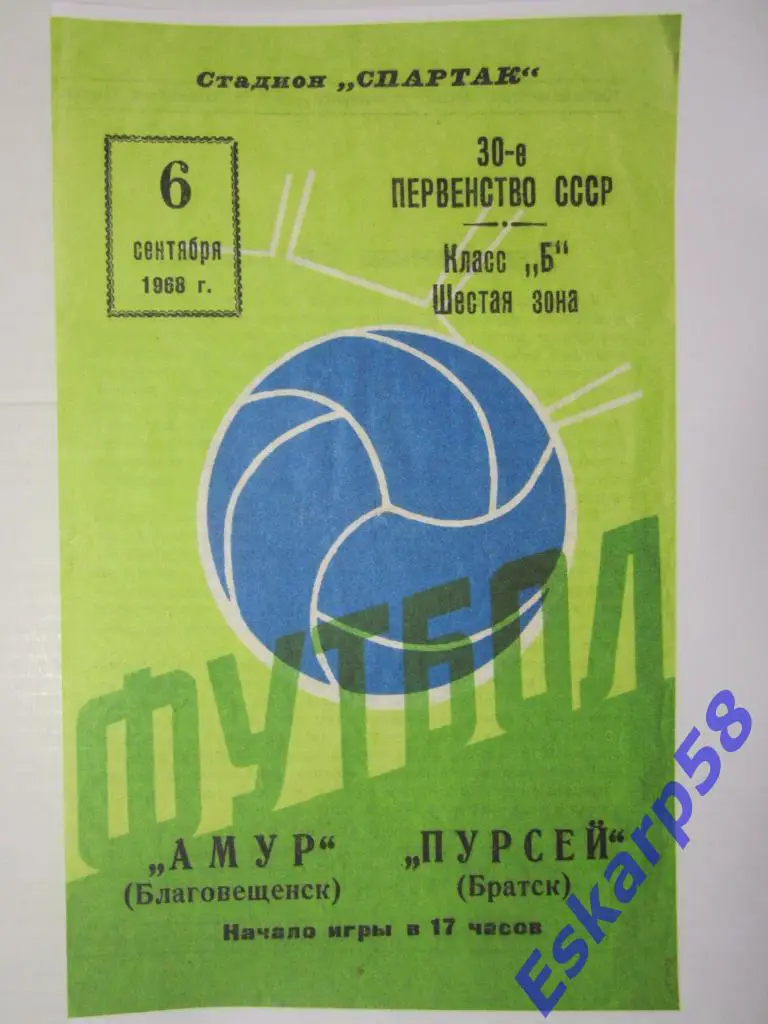 Стадион „СПАРТАК“
6
сентября
1968 г.
30-е
ПЕРВЕНСТВО СССР
Класс „Б“
Шестая зона
ФУТБОЛ
„АМУР“
(Благовещенск)
„ПУРСЕЙ“
(Братск)
Начало игры в 17 часов
Eskarp58